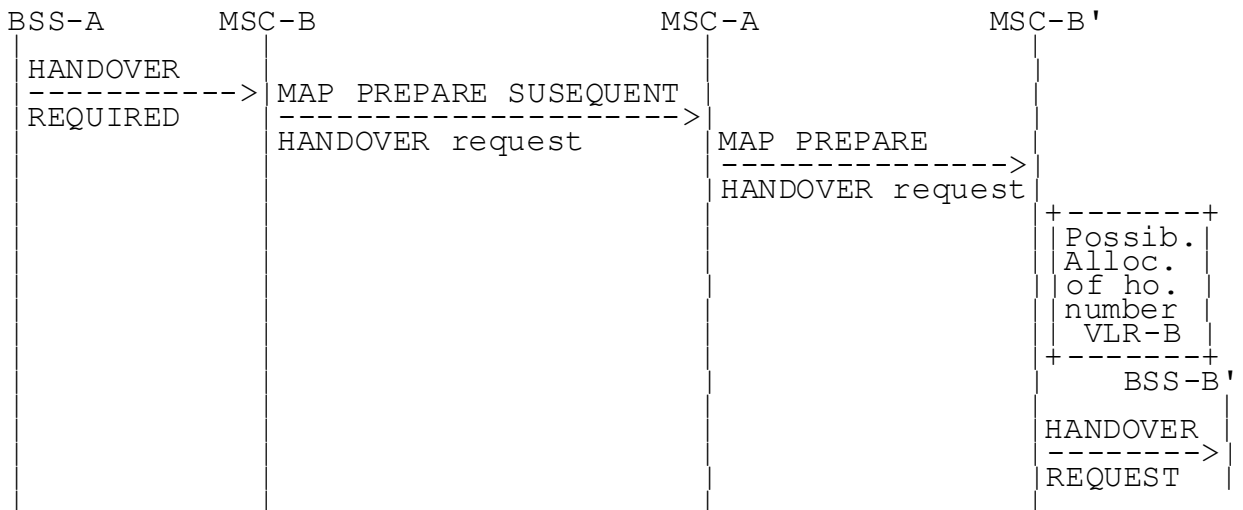 BSS-A MSC-B MSC-A MSC-B'
HANDOVER
MAP PREPARE SUSEQUENT
REQUIRED
HANDOVER request
MAP PREPARE
HANDOVER request
Possib.
Alloc.
of ho.
number
VLR-B
BSS-B'
HANDOVER
REQUEST